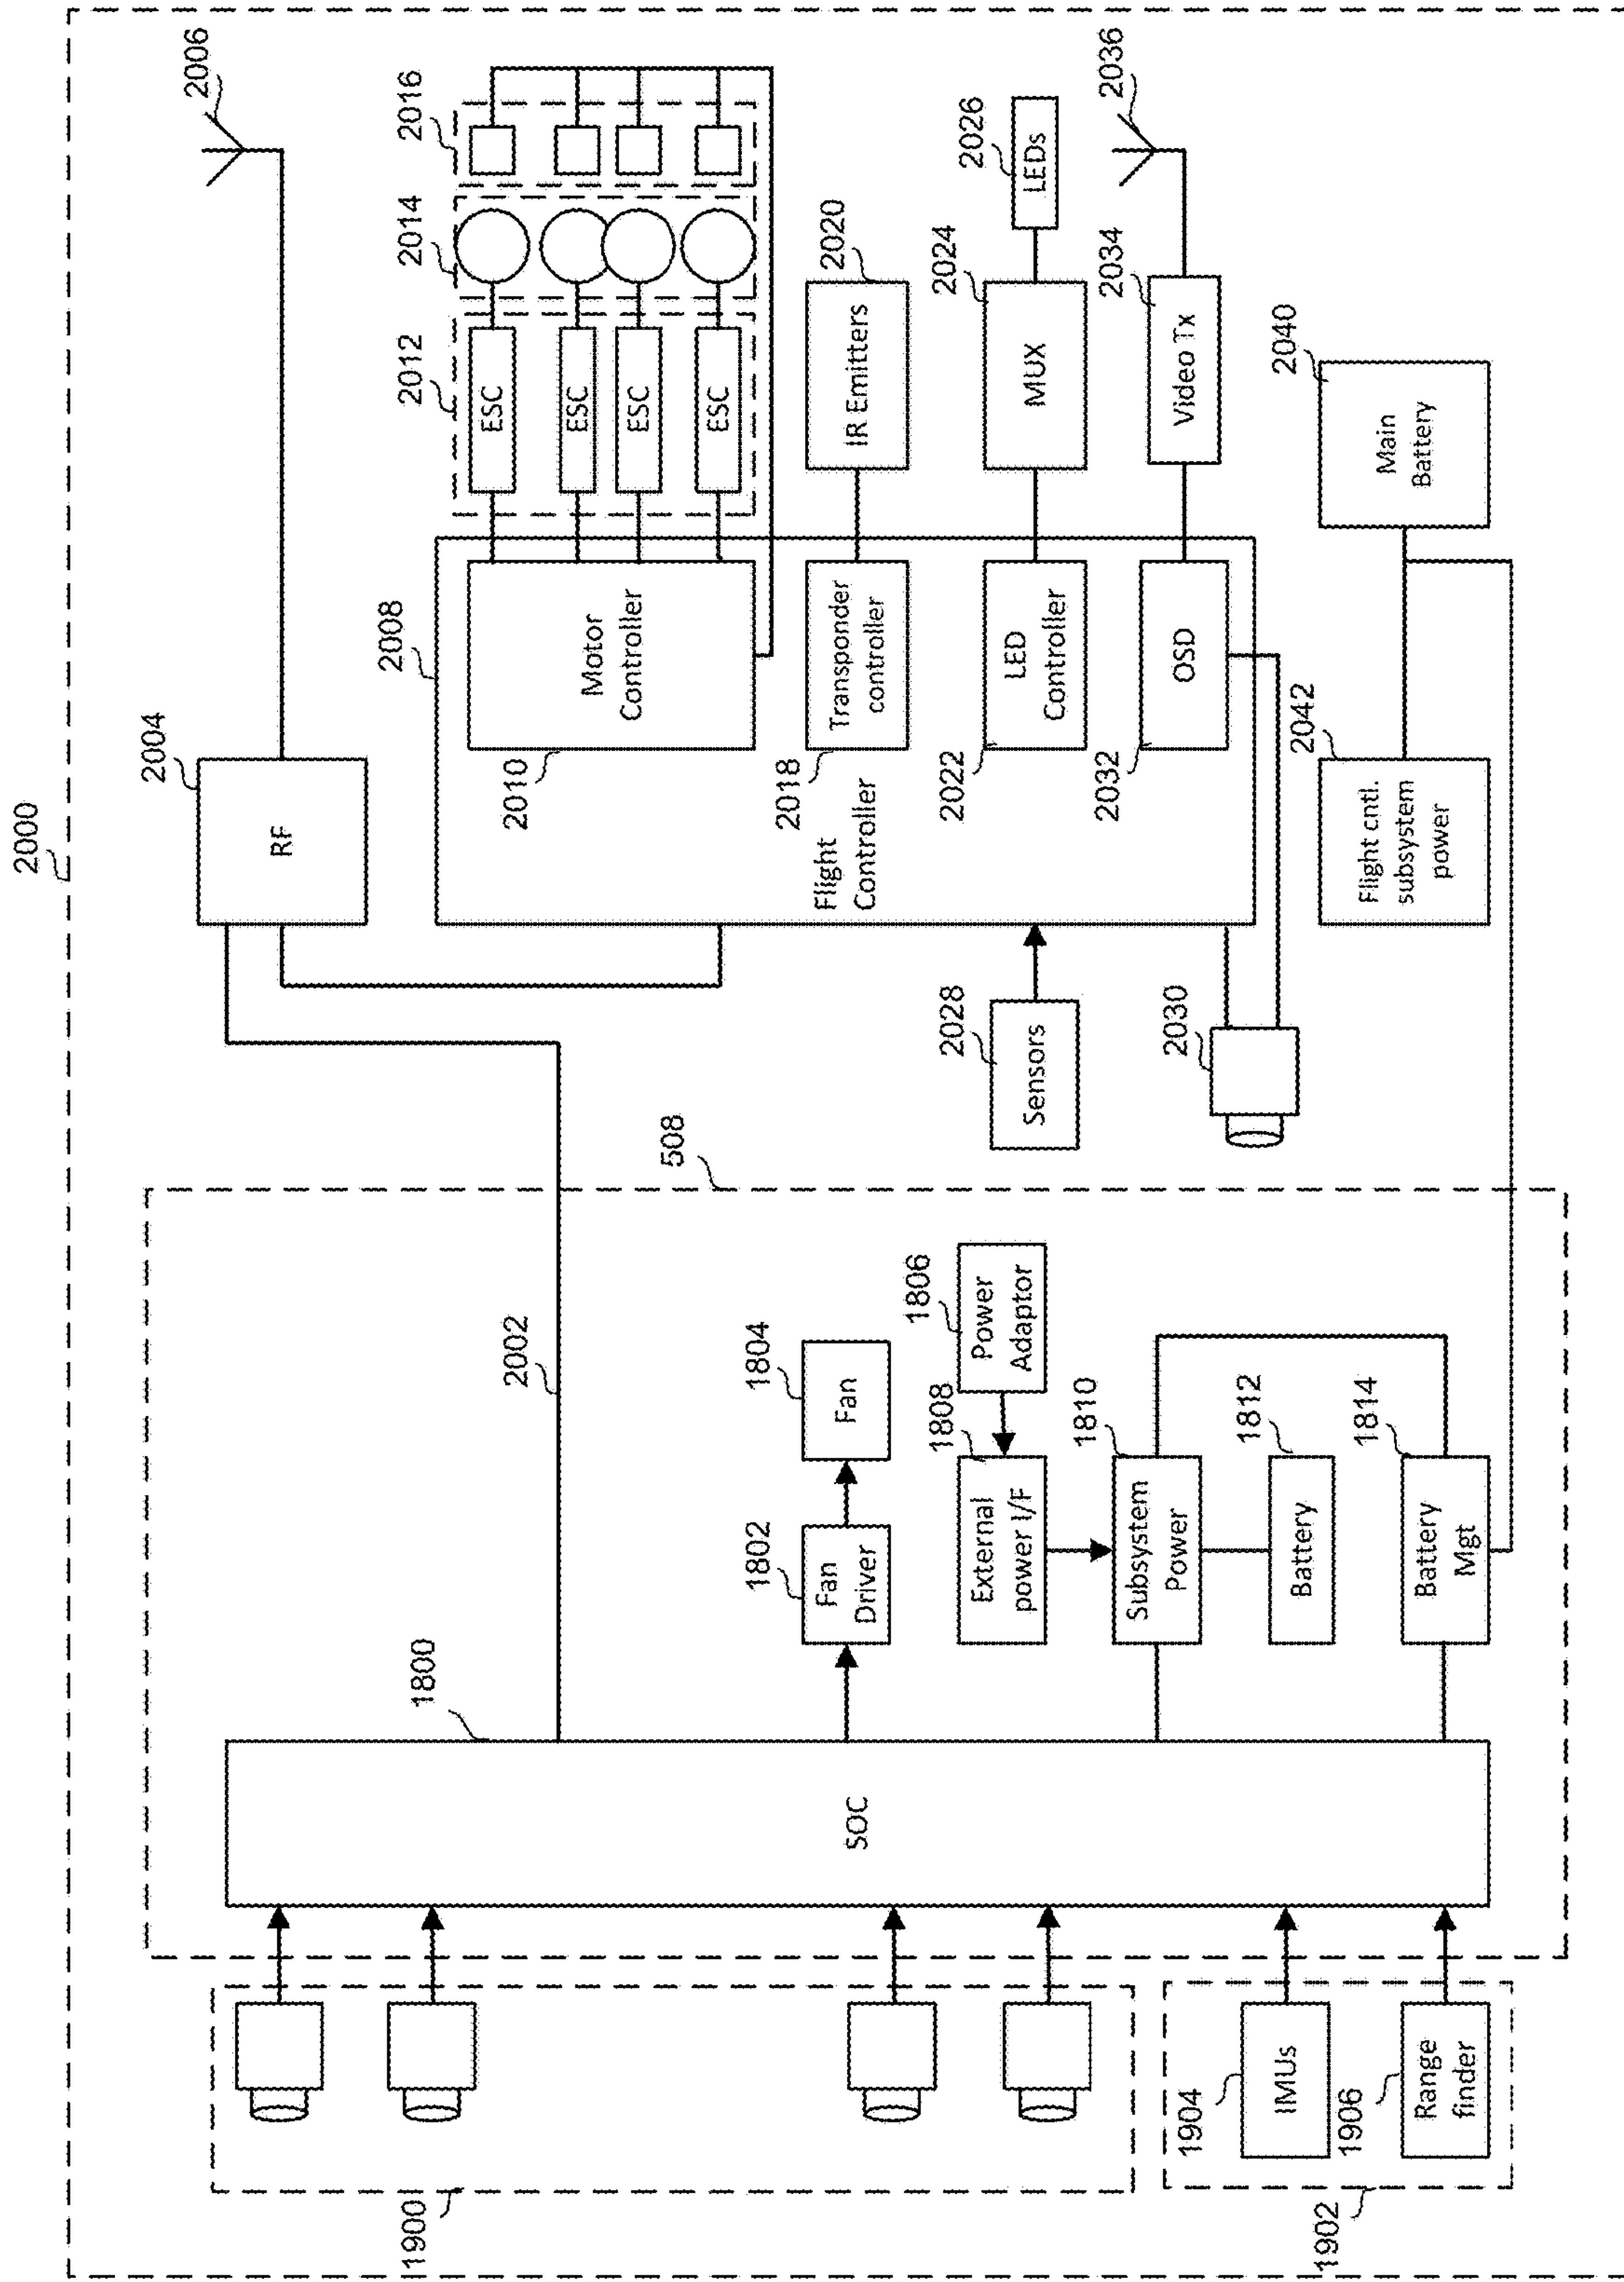 2000
2004
2006
RF
2008
2012
2014
2016
Motor
Controller
ESC
ESC
ESC
ESC
2010
2018
Transponder
controller
IR Emitters
2020
Flight
Controller
2022
LED
Controller
2024
MUX
2026
LEDs
2028
Sensors
2030
2032
OSD
2034
Video Tx
2036
2040
Main
Battery
2042
Flight cntl.
subsystem
power
508
2002
1800
SOC
1802
Fan
Driver
1804
Fan
1806
Power
Adaptor
1808
External
power I/F
1810
Subsystem
Power
1812
Battery
1814
Battery
Mgt
1900
1902
1904
IMUs
1906
Range
finder